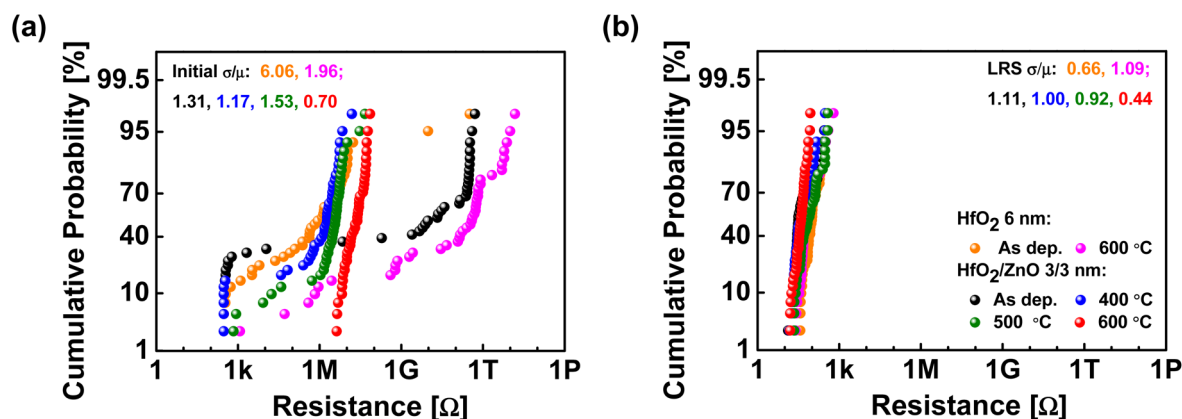 (a)
Cumulative Probability [%]
99.5
95
70
40
10
1
Initial σ/μ: 6.06, 1.96;
1.31, 1.17, 1.53, 0.70
1 1k 1M 1G 1T 1P
Resistance [Ω]
(b)
Cumulative Probability [%]
99.5
95
70
40
10
1
LRS σ/μ: 0.66, 1.09;
1.11, 1.00, 0.92, 0.44
HfO₂ 6 nm:
As dep. 600 °C
HfO₂/ZnO 3/3 nm:
As dep. 400 °C
500 °C 600 °C
1 1k 1M 1G 1T 1P
Resistance [Ω]